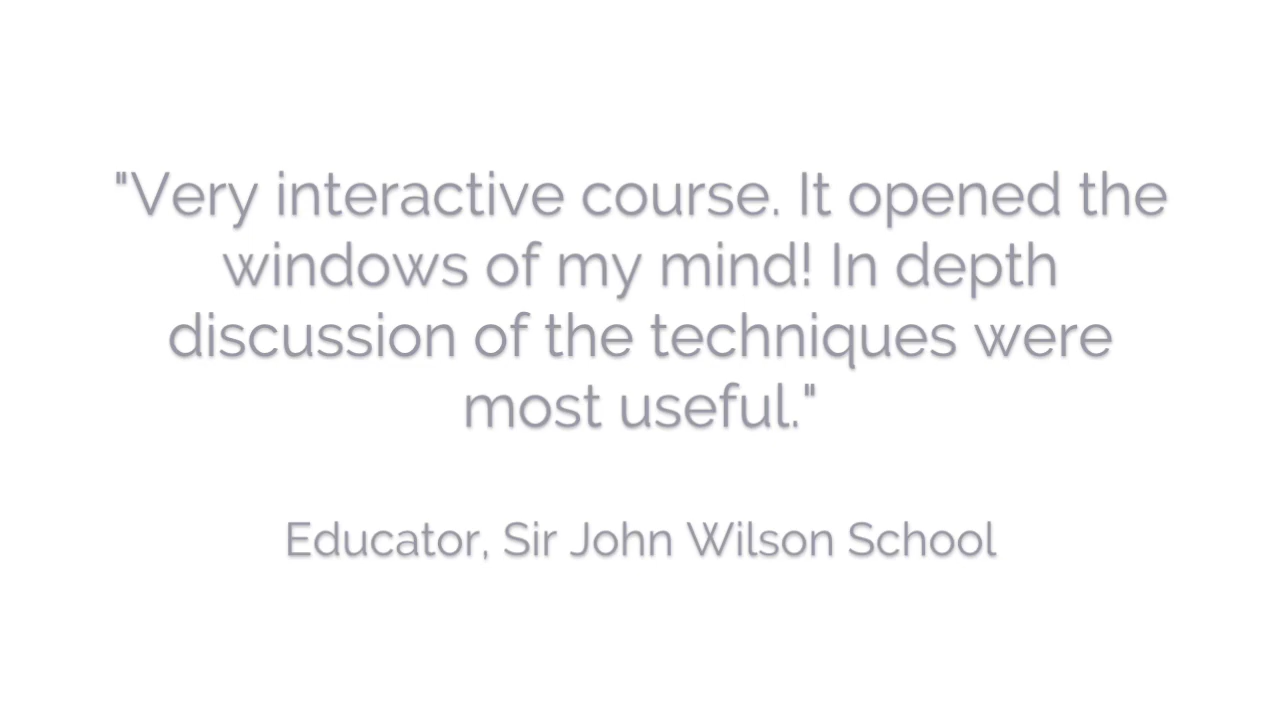 "Very interactive course. It opened the
windows of my mind! In depth
discussion of the techniques were
most useful."
Educator, Sir John Wilson School